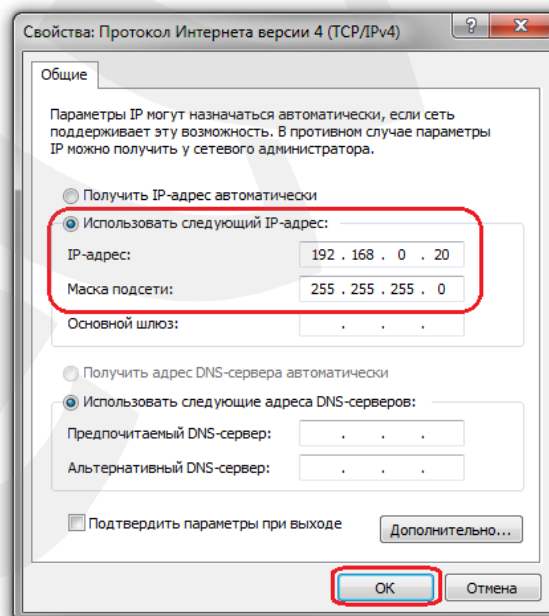 Свойства: Протокол Интернета версии 4 (TCP/IPv4)
Общие
Параметры IP могут назначаться автоматически, если сеть
поддерживает эту возможность. В противном случае параметры
IP можно получить у сетевого администратора.
Получить IP-адрес автоматически
Использовать следующий IP-адрес:
IP-адрес: 192 . 168 . 0 . 20
Маска подсети: 255 . 255 . 255 . 0
Основной шлюз: . . .
Получить адрес DNS-сервера автоматически
Использовать следующие адреса DNS-серверов:
Предпочитаемый DNS-сервер: . . .
Альтернативный DNS-сервер: . . .
Подтвердить параметры при выходе
Дополнительно...
OK Отмена